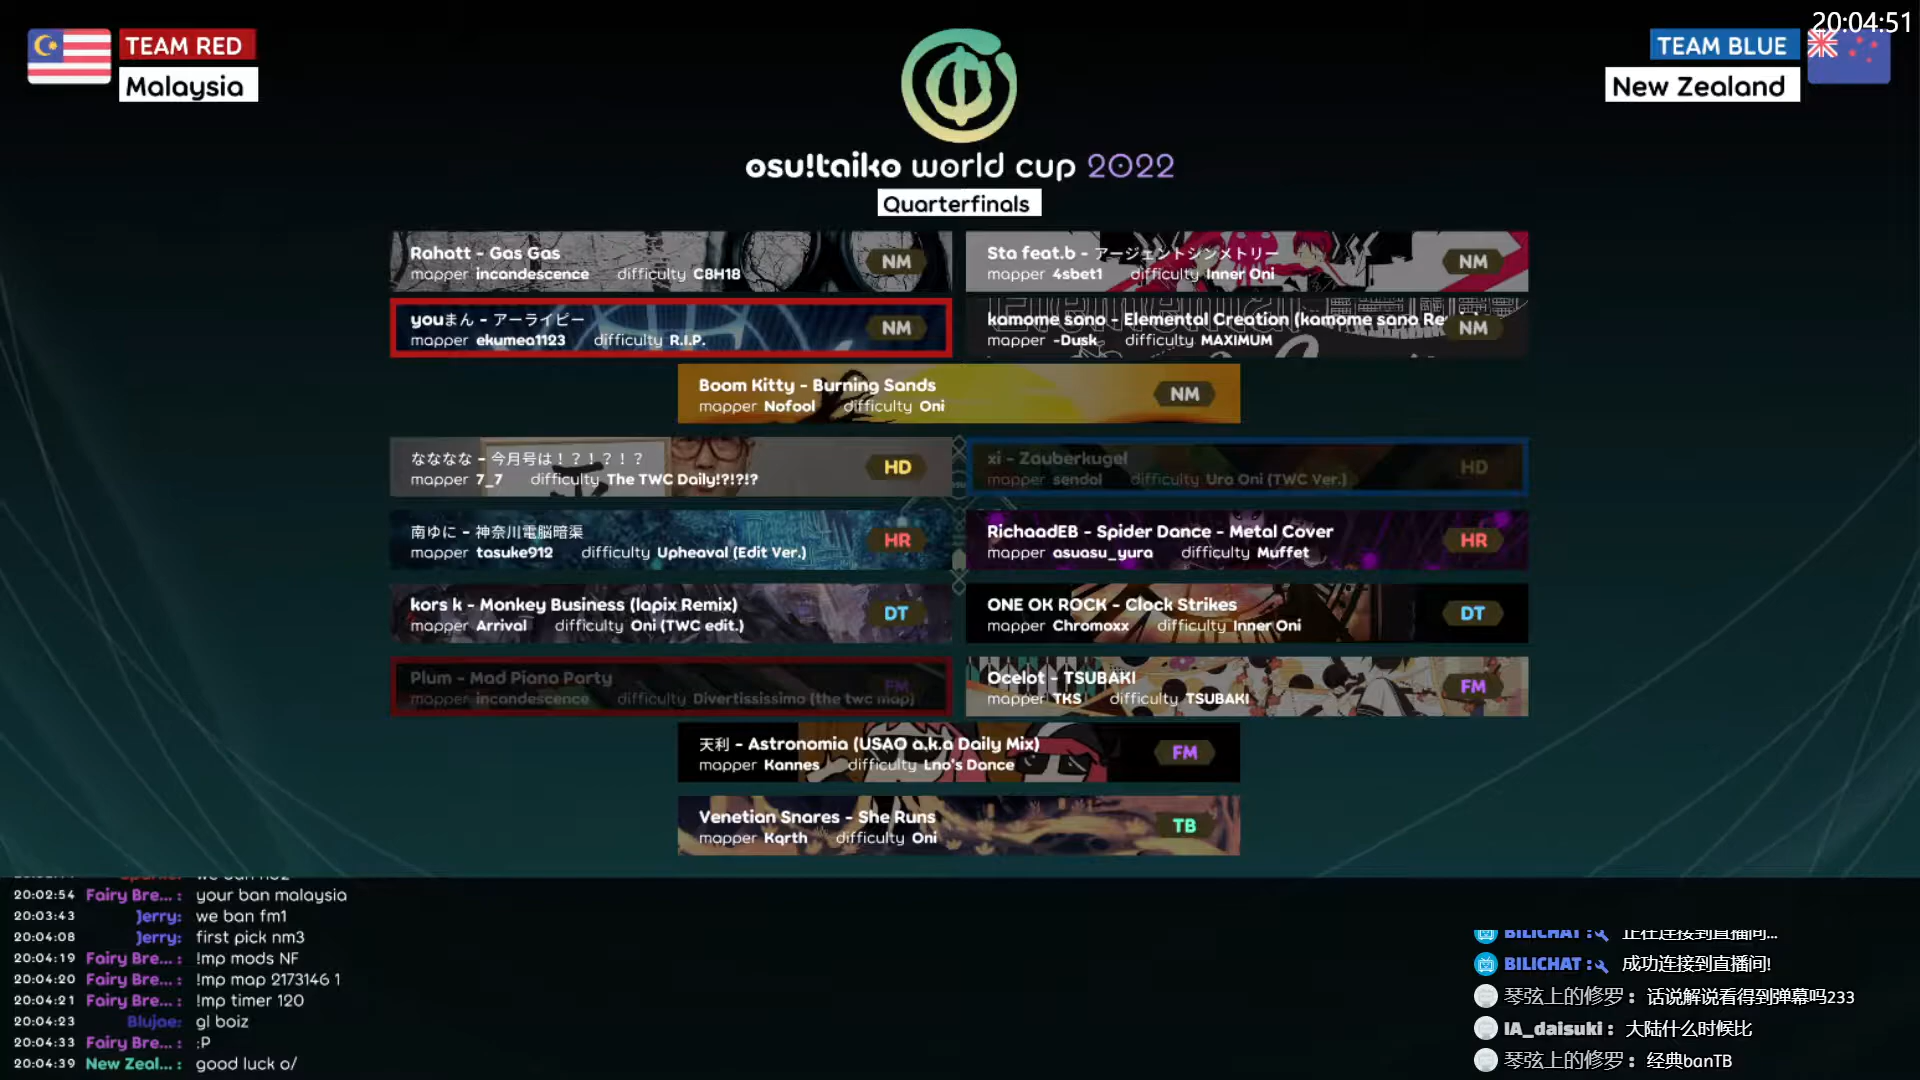 20:04:51
TEAM RED
Malaysia
TEAM BLUE
New Zealand
osu!taiko world cup 2022
Quarterfinals
Rahatt - Gas Gas
mapper incandescence difficulty C8H18
NM
Sta feat.b - アージェントシンメトリー
mapper 4sbet1 difficulty Inner Oni
NM
youまん - アーライピー
mapper ekumea1123 difficulty R.I.P.
NM
kamome sano - Elemental Creation (kamome sano Re
mapper -Dusk- difficulty MAXIMUM
NM
Boom Kitty - Burning Sands
mapper Nofool difficulty Oni
NM
なななな - 今月号は！？！？！？
mapper 7_7 difficulty The TWC Daily!?!?!?
HD
xi - Zauberkugel
mapper sendol difficulty Ura Oni (TWC Ver.)
HD
南ゆに - 神奈川電脳暗渠
mapper tasuke912 difficulty Upheaval (Edit Ver.)
HR
RichaadEB - Spider Dance - Metal Cover
mapper asuasu_yura difficulty Muffet
HR
kors k - Monkey Business (lapix Remix)
mapper Arrival difficulty Oni (TWC edit.)
DT
ONE OK ROCK - Clock Strikes
mapper Chromoxx difficulty Inner Oni
DT
Plum - Mad Piano Party
mapper incandescence difficulty Divertississimo (the twc map)
FM
Ocelot - TSUBAKI
mapper TKS difficulty TSUBAKI
FM
天利 - Astronomia (USAO a.k.a Daily Mix)
mapper Kannes difficulty Lno's Dance
FM
Venetian Snares - She Runs
mapper Kqrth difficulty Oni
TB
20:02:54 Fairy Bre... : your ban malaysia
20:03:43 Jerry: we ban fm1
20:04:08 Jerry: first pick nm3
20:04:19 Fairy Bre... : !mp mods NF
20:04:20 Fairy Bre... : !mp map 2173146 1
20:04:21 Fairy Bre... : !mp timer 120
20:04:23 Blujae: gl boiz
20:04:33 Fairy Bre... : :P
20:04:39 New Zeal... : good luck o/
BILICHAT : 正在连接到直播间...
BILICHAT : 成功连接到直播间!
琴弦上的修罗 : 话说解说看得到弹幕吗233
IA_daisuki : 大陆什么时候比
琴弦上的修罗 : 经典banTB